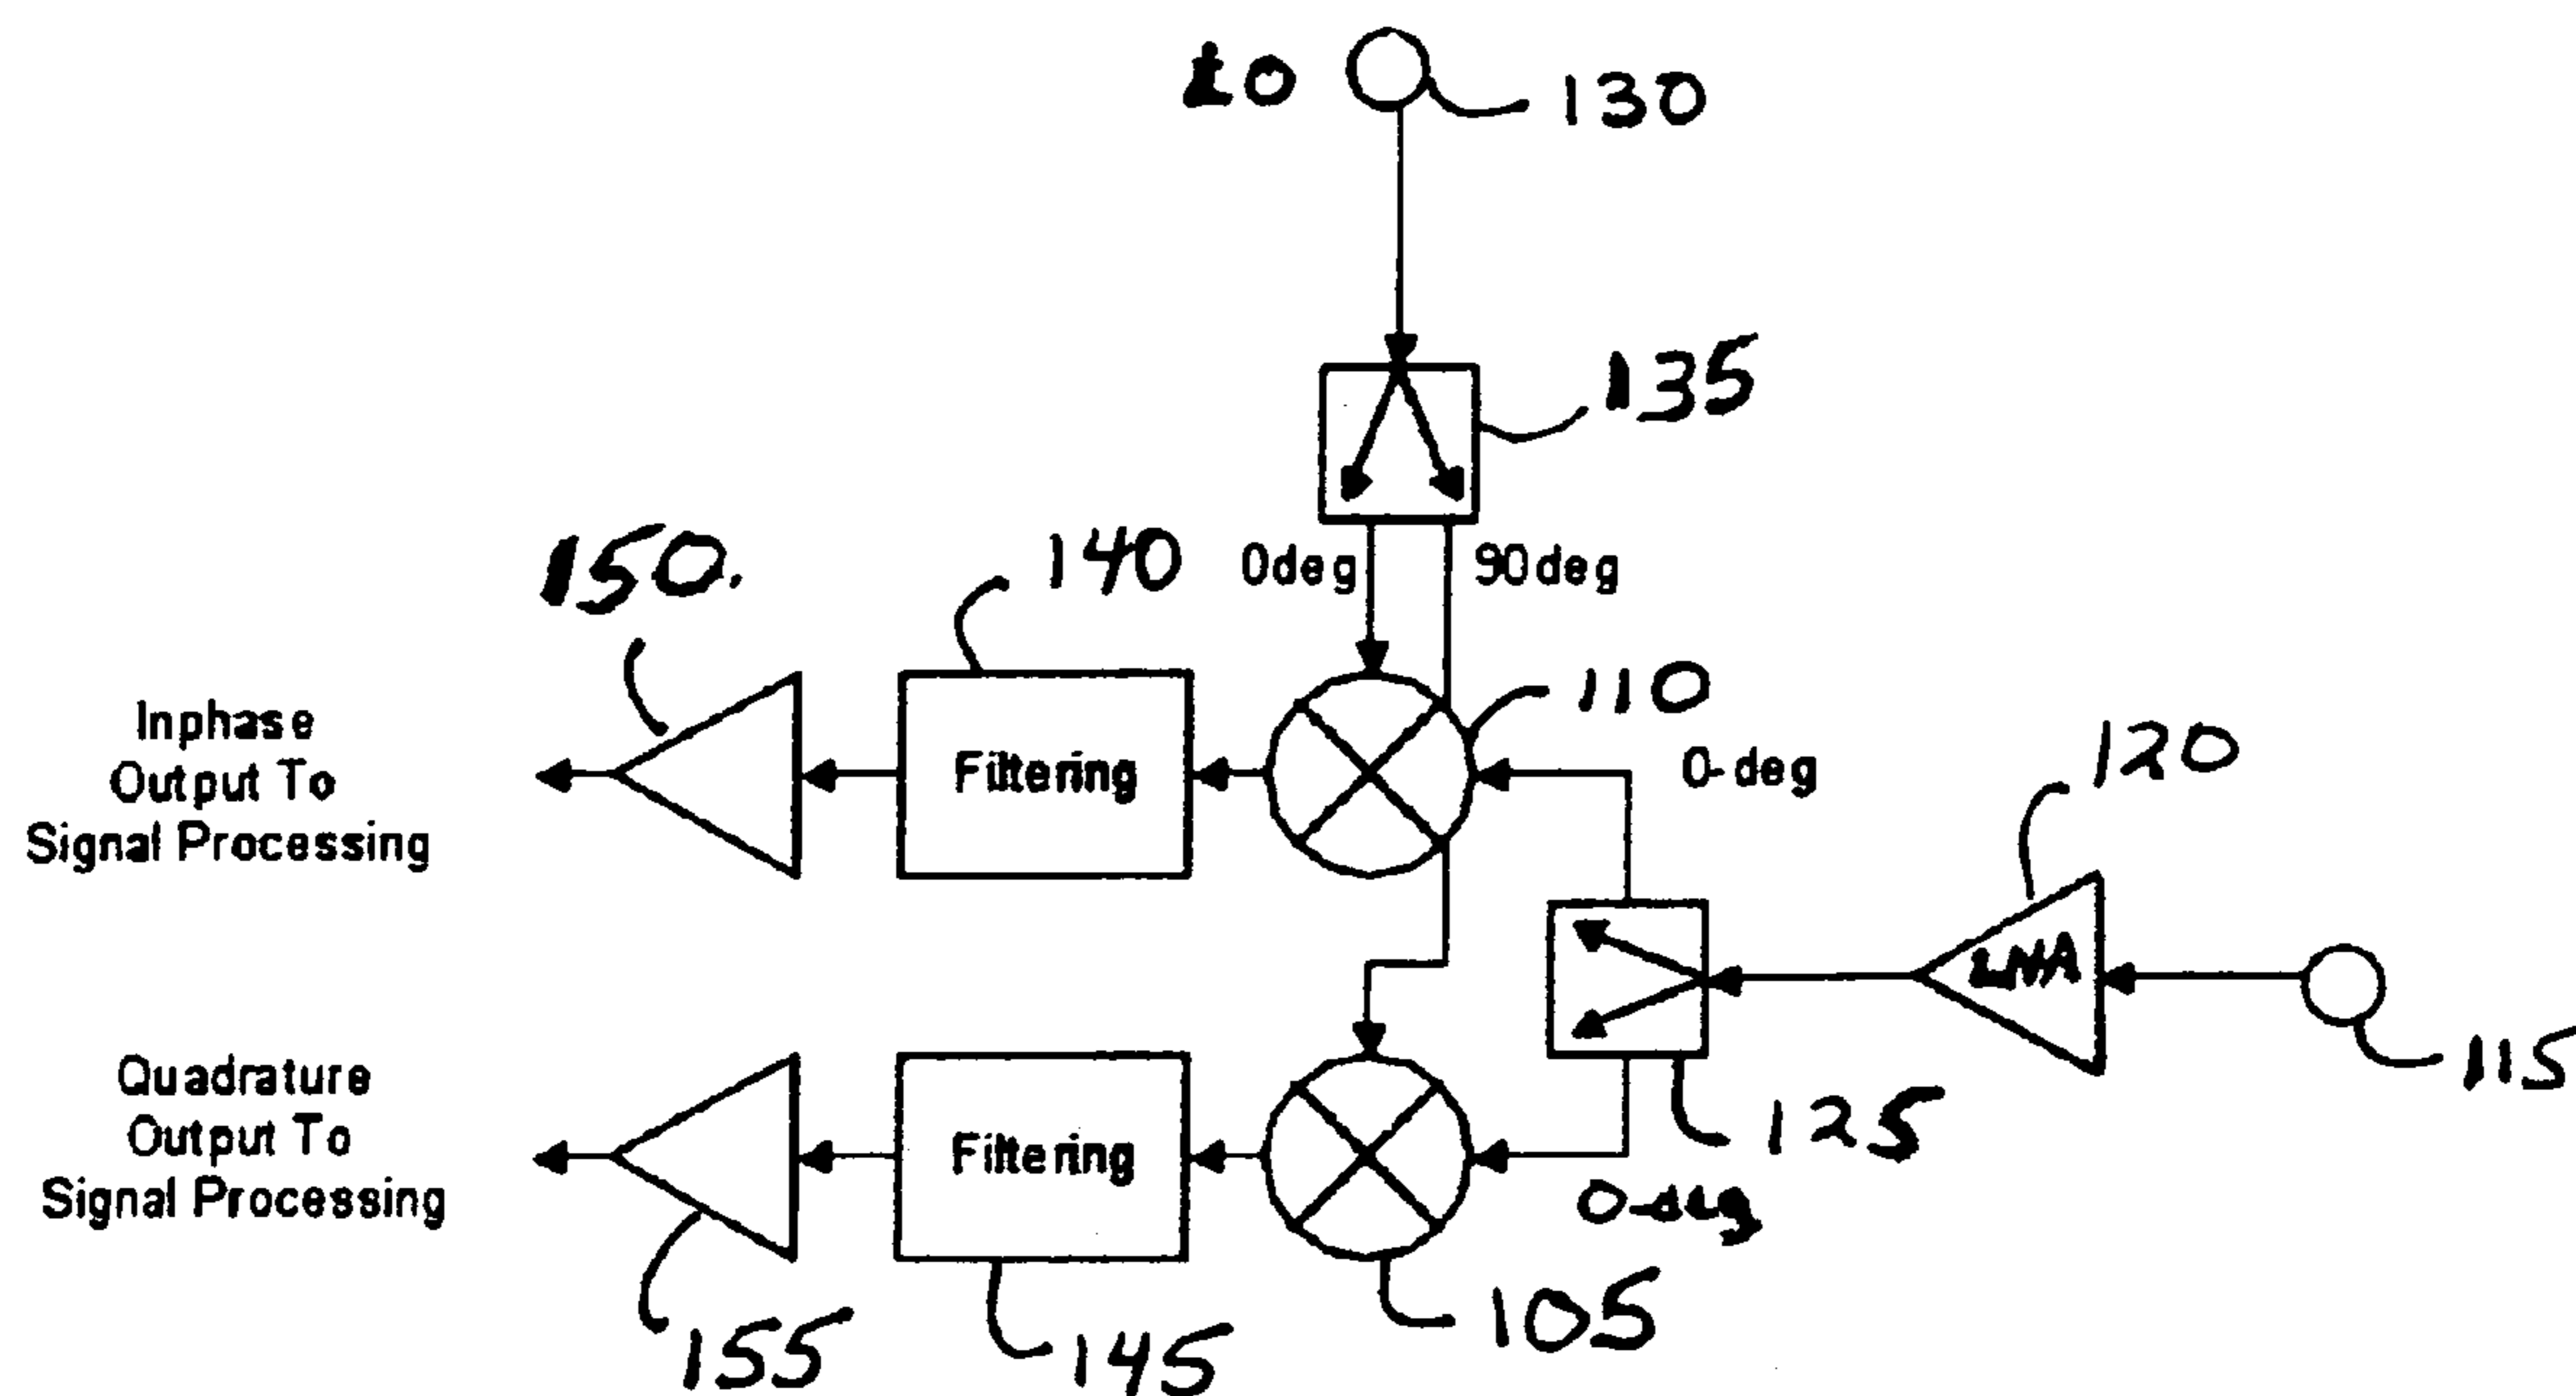 LO
130
135
0deg
90deg
150.
140
110
Inphase
Output To
Signal Processing
Filtering
0-deg
120
LNA
115
125
Quadrature
Output To
Signal Processing
Filtering
0-deg
105
155
145